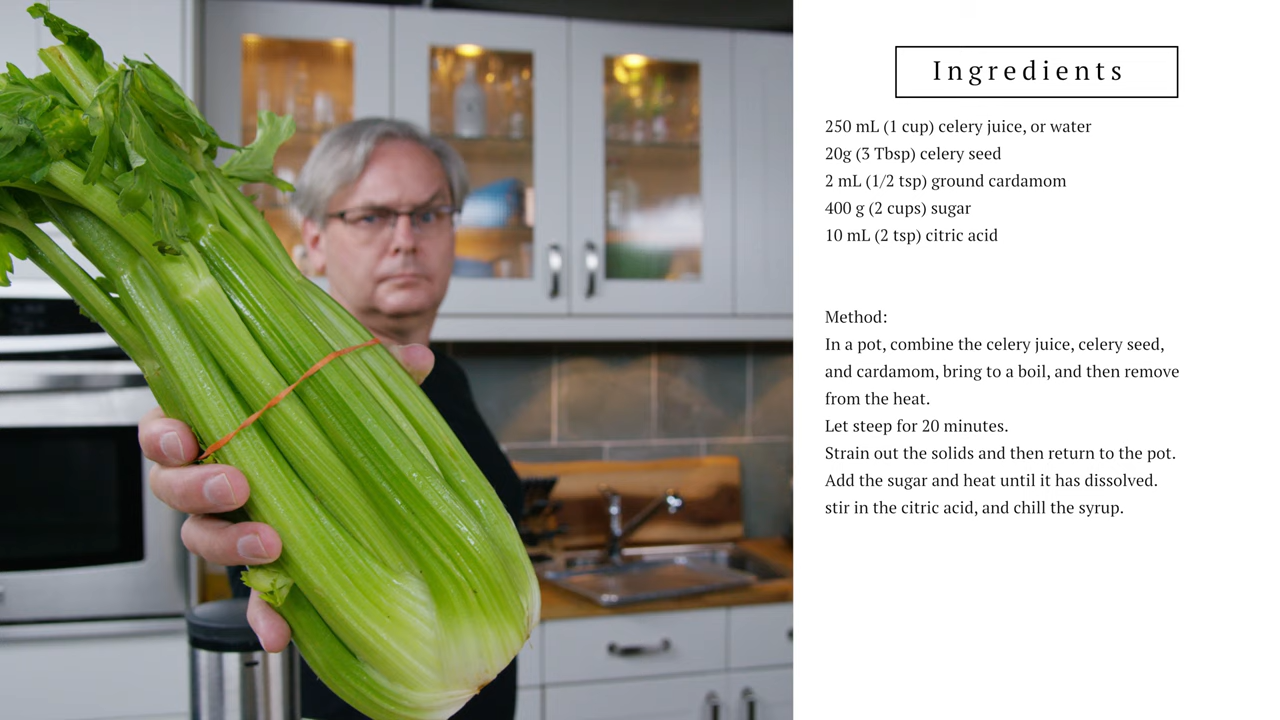 Ingredients
250 mL (1 cup) celery juice, or water
20g (3 Tbsp) celery seed
2 mL (1/2 tsp) ground cardamom
400 g (2 cups) sugar
10 mL (2 tsp) citric acid
Method:
In a pot, combine the celery juice, celery seed,
and cardamom, bring to a boil, and then remove
from the heat.
Let steep for 20 minutes.
Strain out the solids and then return to the pot.
Add the sugar and heat until it has dissolved.
stir in the citric acid, and chill the syrup.